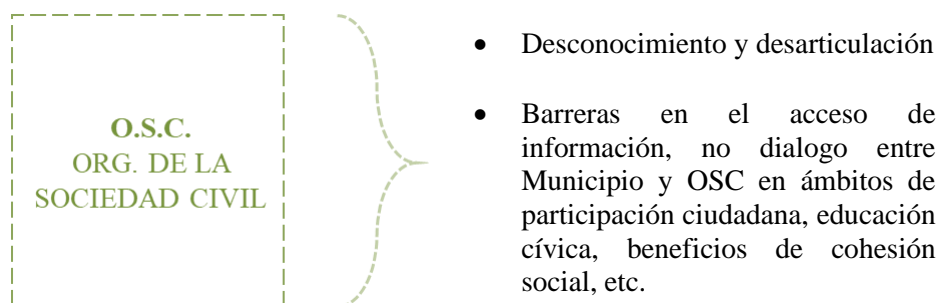 O.S.C.
ORG. DE LA
SOCIEDAD CIVIL
• Desconocimiento y desarticulación
• Barreras en el acceso de
información, no dialogo entre
Municipio y OSC en ámbitos de
participación ciudadana, educación
cívica, beneficios de cohesión
social, etc.